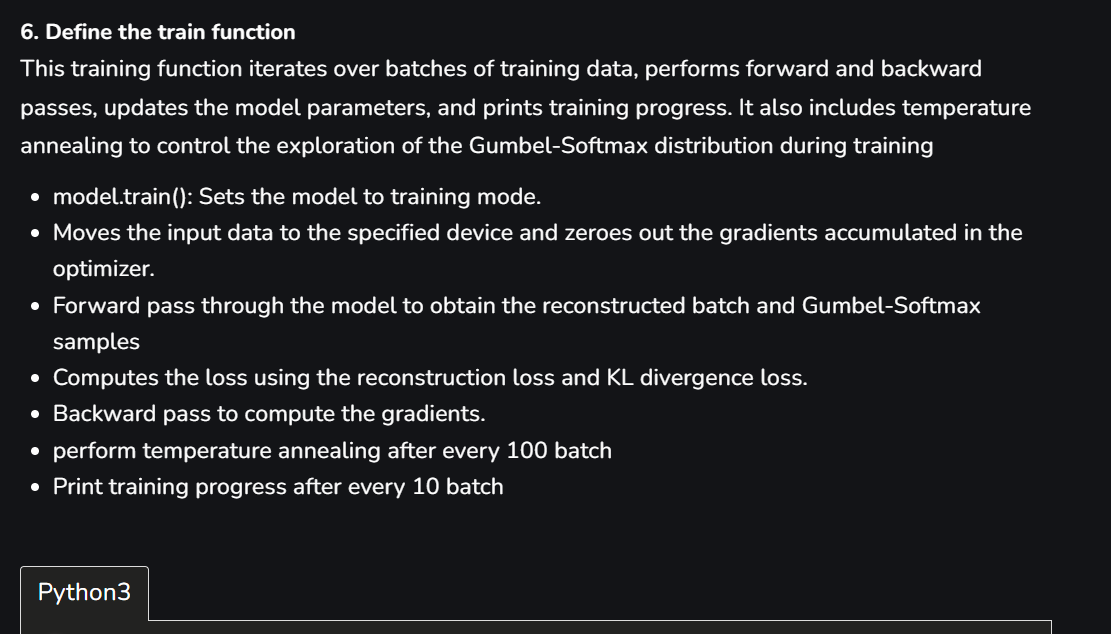 6. Define the train function
This training function iterates over batches of training data, performs forward and backward
passes, updates the model parameters, and prints training progress. It also includes temperature
annealing to control the exploration of the Gumbel-Softmax distribution during training
• model.train(): Sets the model to training mode.
• Moves the input data to the specified device and zeroes out the gradients accumulated in the
optimizer.
• Forward pass through the model to obtain the reconstructed batch and Gumbel-Softmax
samples
• Computes the loss using the reconstruction loss and KL divergence loss.
• Backward pass to compute the gradients.
• perform temperature annealing after every 100 batch
• Print training progress after every 10 batch
Python3